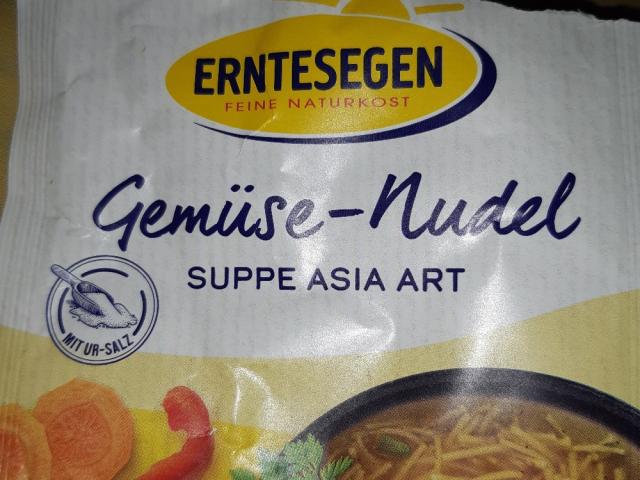 ERNTESEGEN
FEINE NATURKOST
Gemüse-Nudel
SUPPE ASIA ART
MIT UR-SALZ